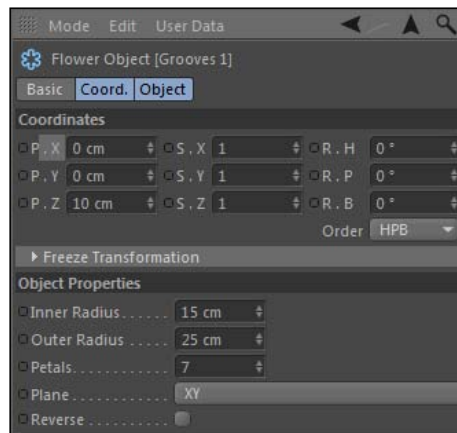 Mode Edit User Data
Flower Object [Grooves 1]
Basic Coord. Object
Coordinates
P . X 0 cm S . X 1 R . H 0 °
P . Y 0 cm S . Y 1 R . P 0 °
P . Z 10 cm S . Z 1 R . B 0 °
Order HPB
Freeze Transformation
Object Properties
Inner Radius . . . . . . 15 cm
Outer Radius . . . . . 25 cm
Petals. . . . . . . . . . . . 7
Plane. . . . . . . . . . . . XY
Reverse . . . . . . . . . .